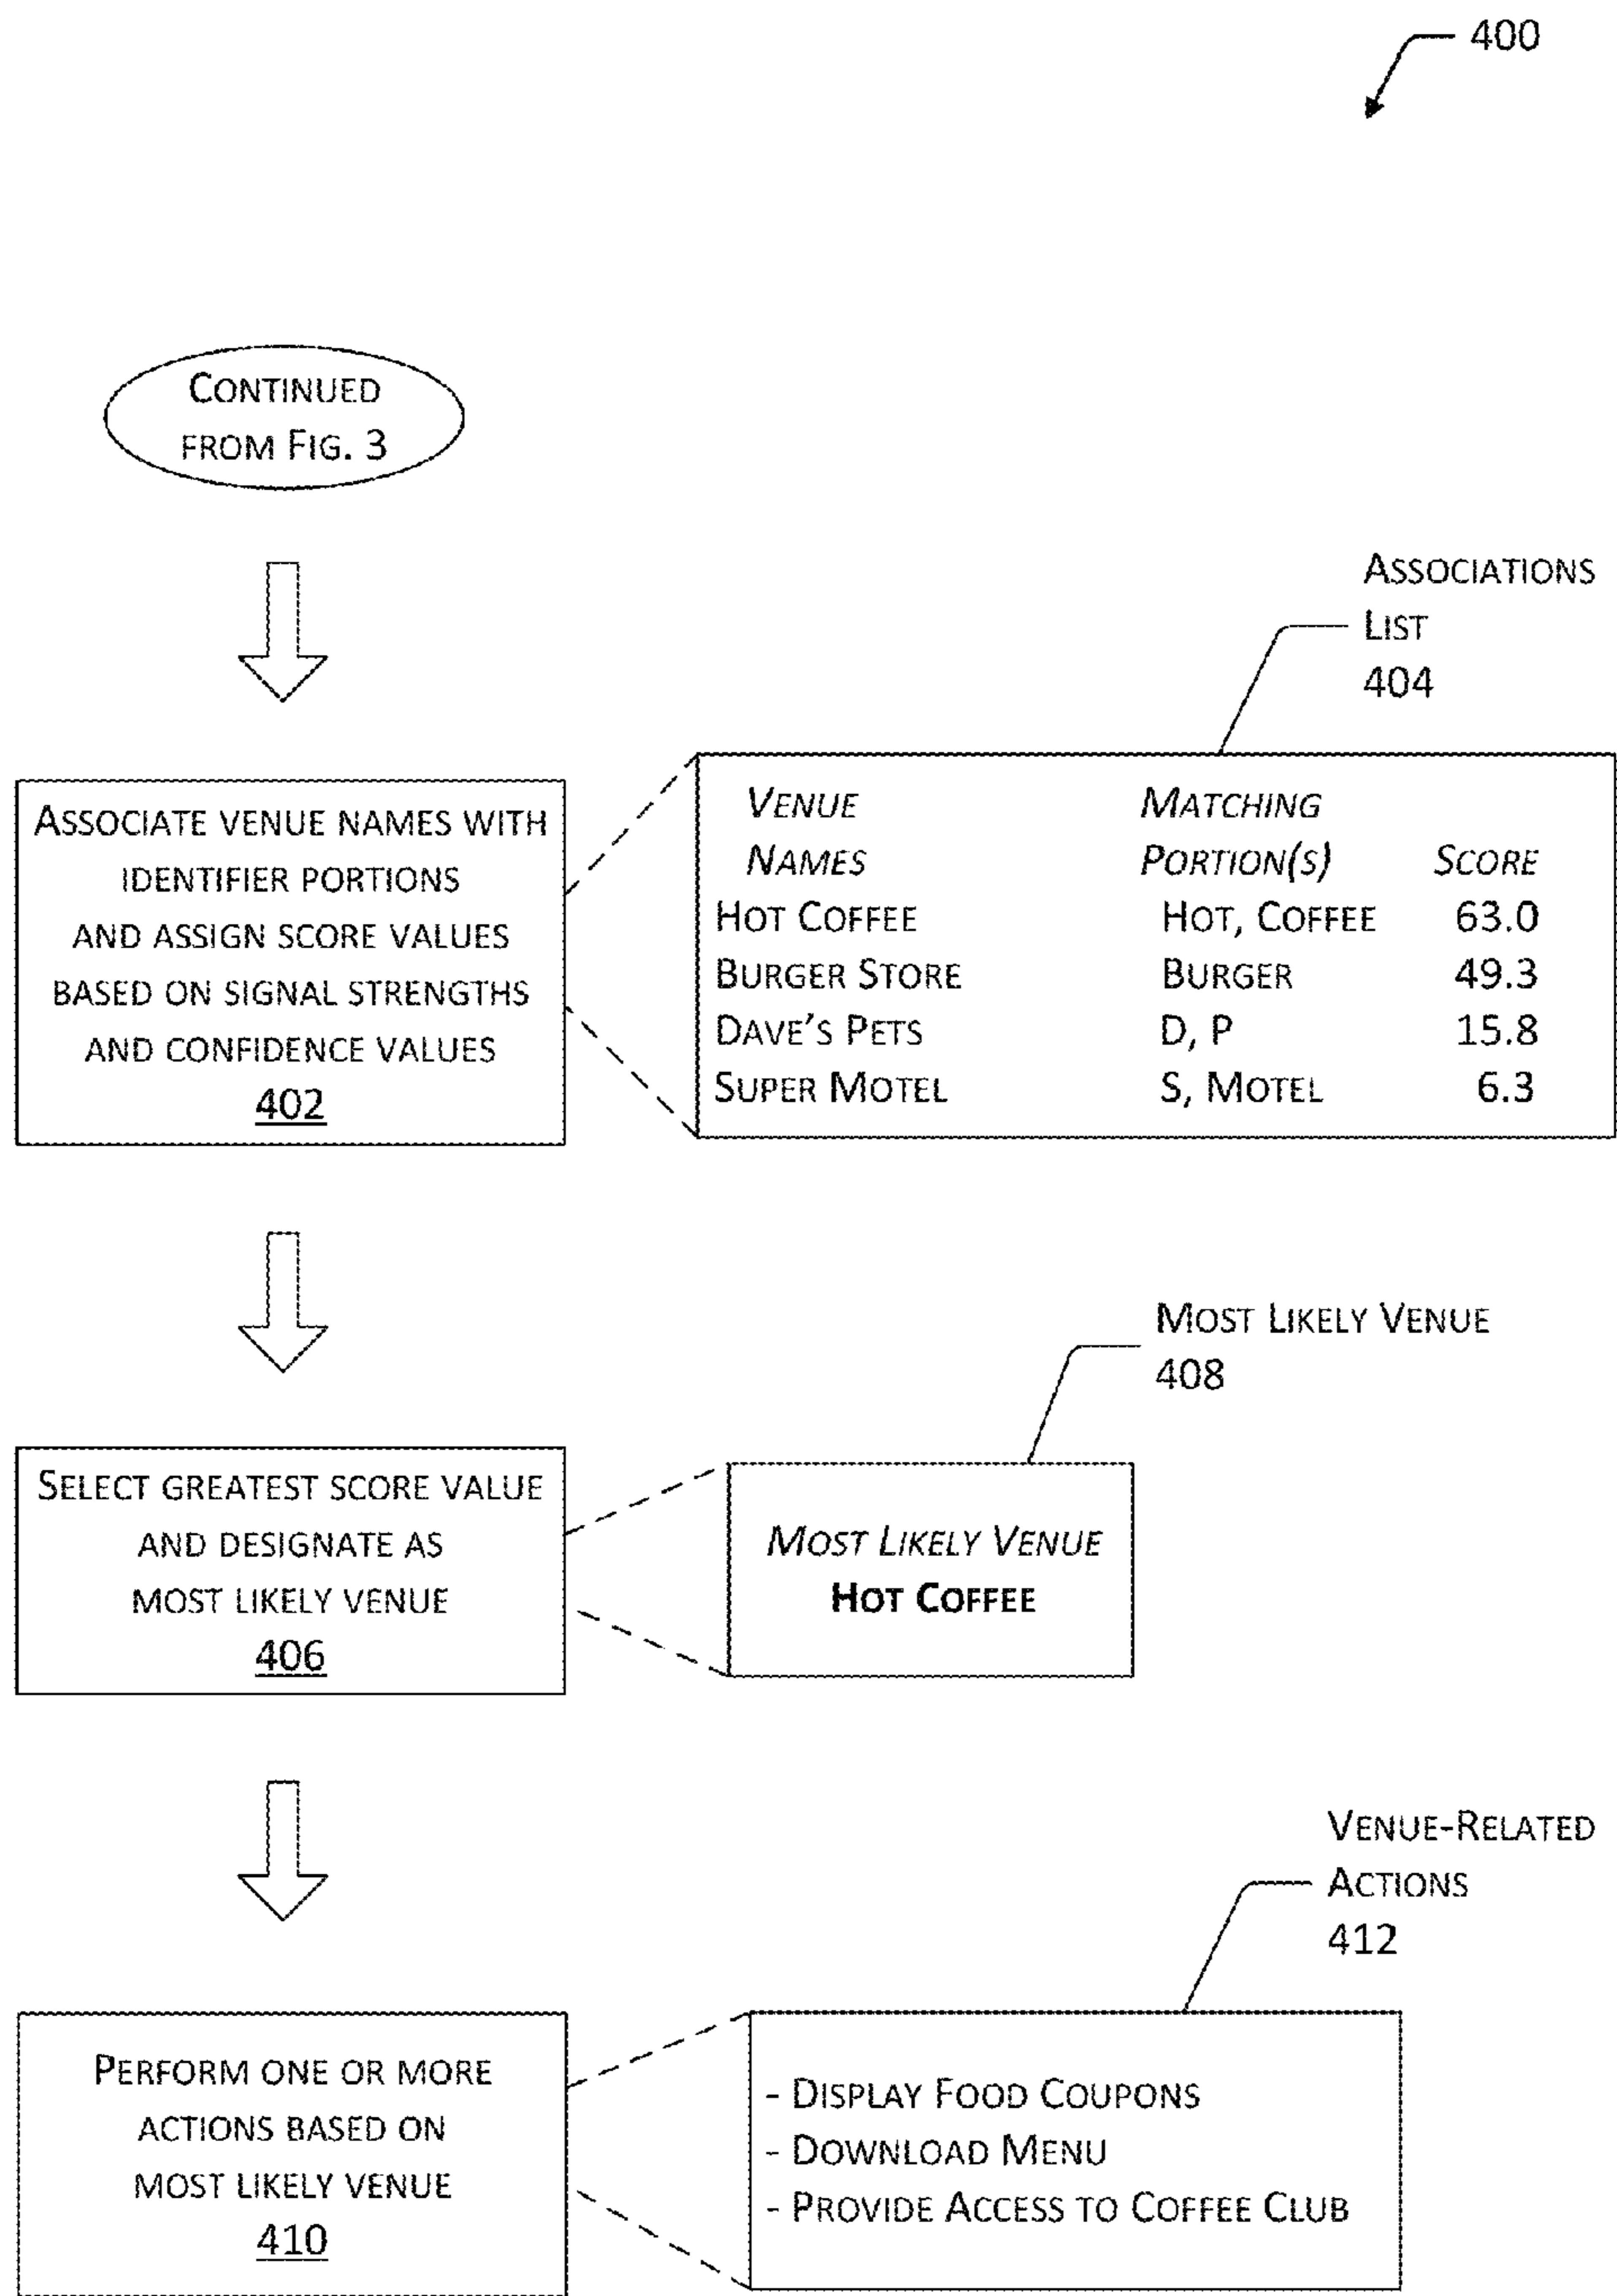 400
Continued
from Fig. 3
Associations
List
404
Associate venue names with
identifier portions
and assign score values
based on signal strengths
and confidence values
402
Venue Matching
Names Portion(s) Score
Hot Coffee Hot, Coffee 63.0
Burger Store Burger 49.3
Dave's Pets D, P 15.8
Super Motel S, Motel 6.3
Most Likely Venue
408
Select greatest score value
and designate as
most likely venue
406
Most Likely Venue
Hot Coffee
Venue-Related
Actions
412
Perform one or more
actions based on
most likely venue
410
- Display Food Coupons
- Download Menu
- Provide Access to Coffee Club